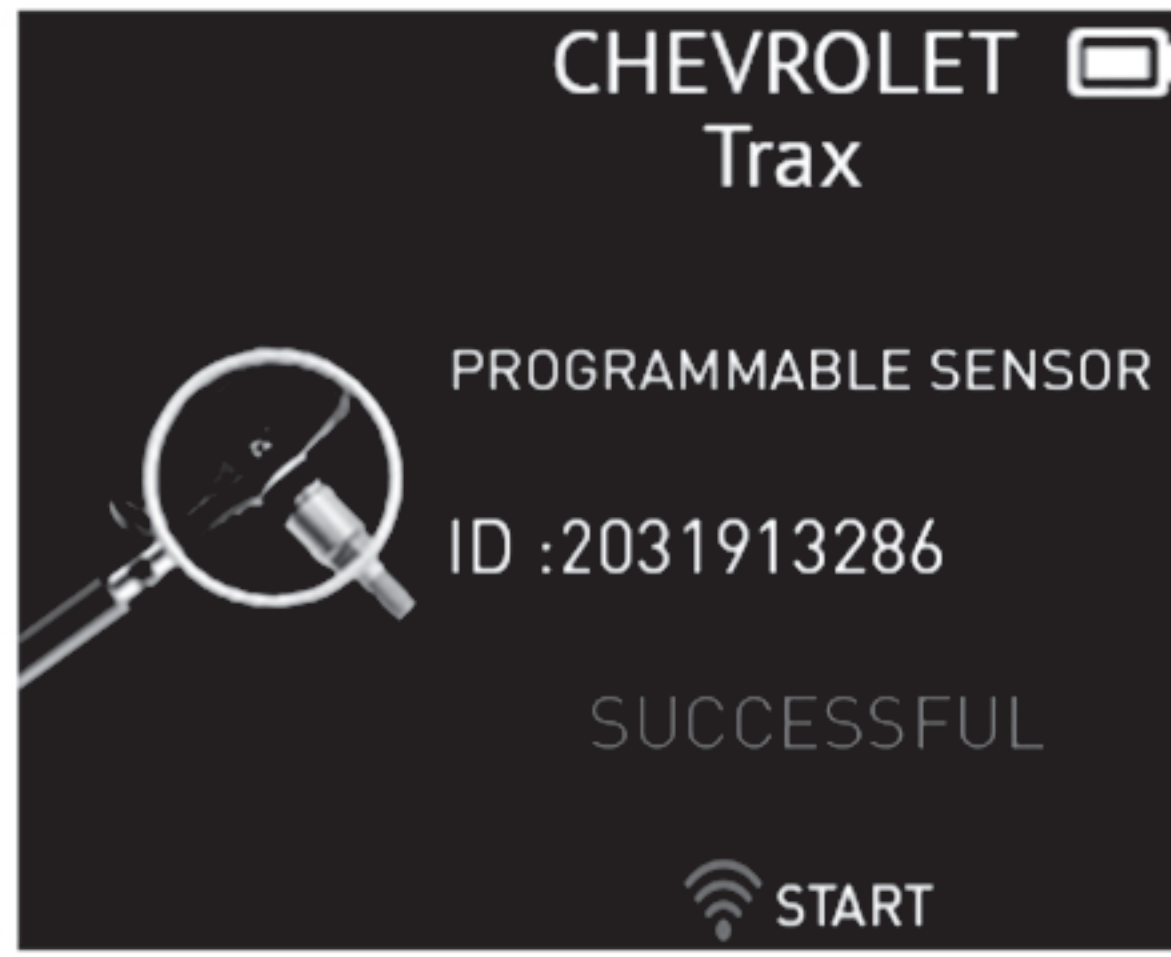 CHEVROLET
Trax
PROGRAMMABLE SENSOR
ID :2031913286
SUCCESSFUL
START